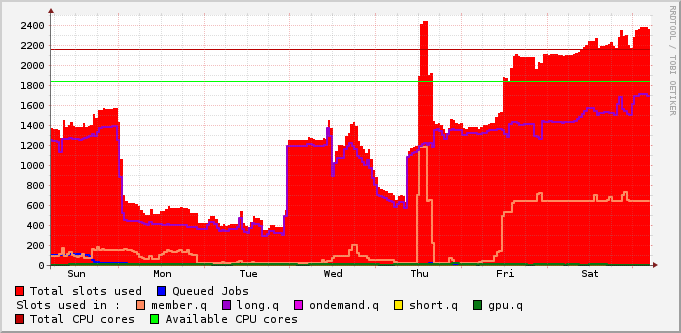 RRDTOOL / TOBI OETIKER
2400
2200
2000
1800
1600
1400
1200
1000
800
600
400
200
0
Sun Mon Tue Wed Thu Fri Sat
Total slots used Queued Jobs
Slots used in : member.q long.q ondemand.q short.q gpu.q
Total CPU cores Available CPU cores